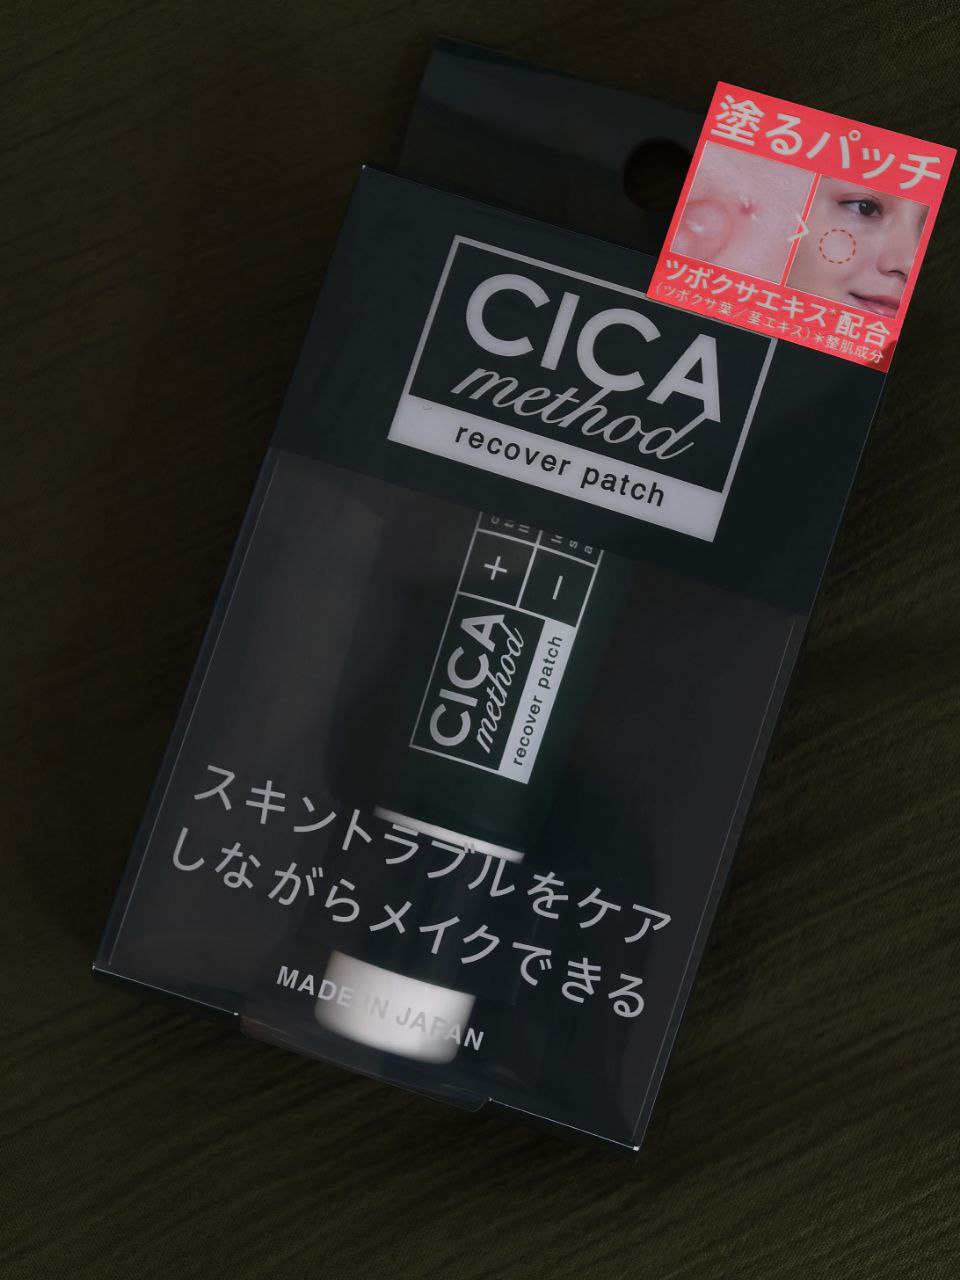 塗るパッチ
ツボクサエキス*配合
(ツボクサ葉/茎エキス)*整肌成分
CICA
method
recover patch
+
−
CICA
method
recover patch
スキントラブルをケア
しながらメイクできる
MADE IN JAPAN